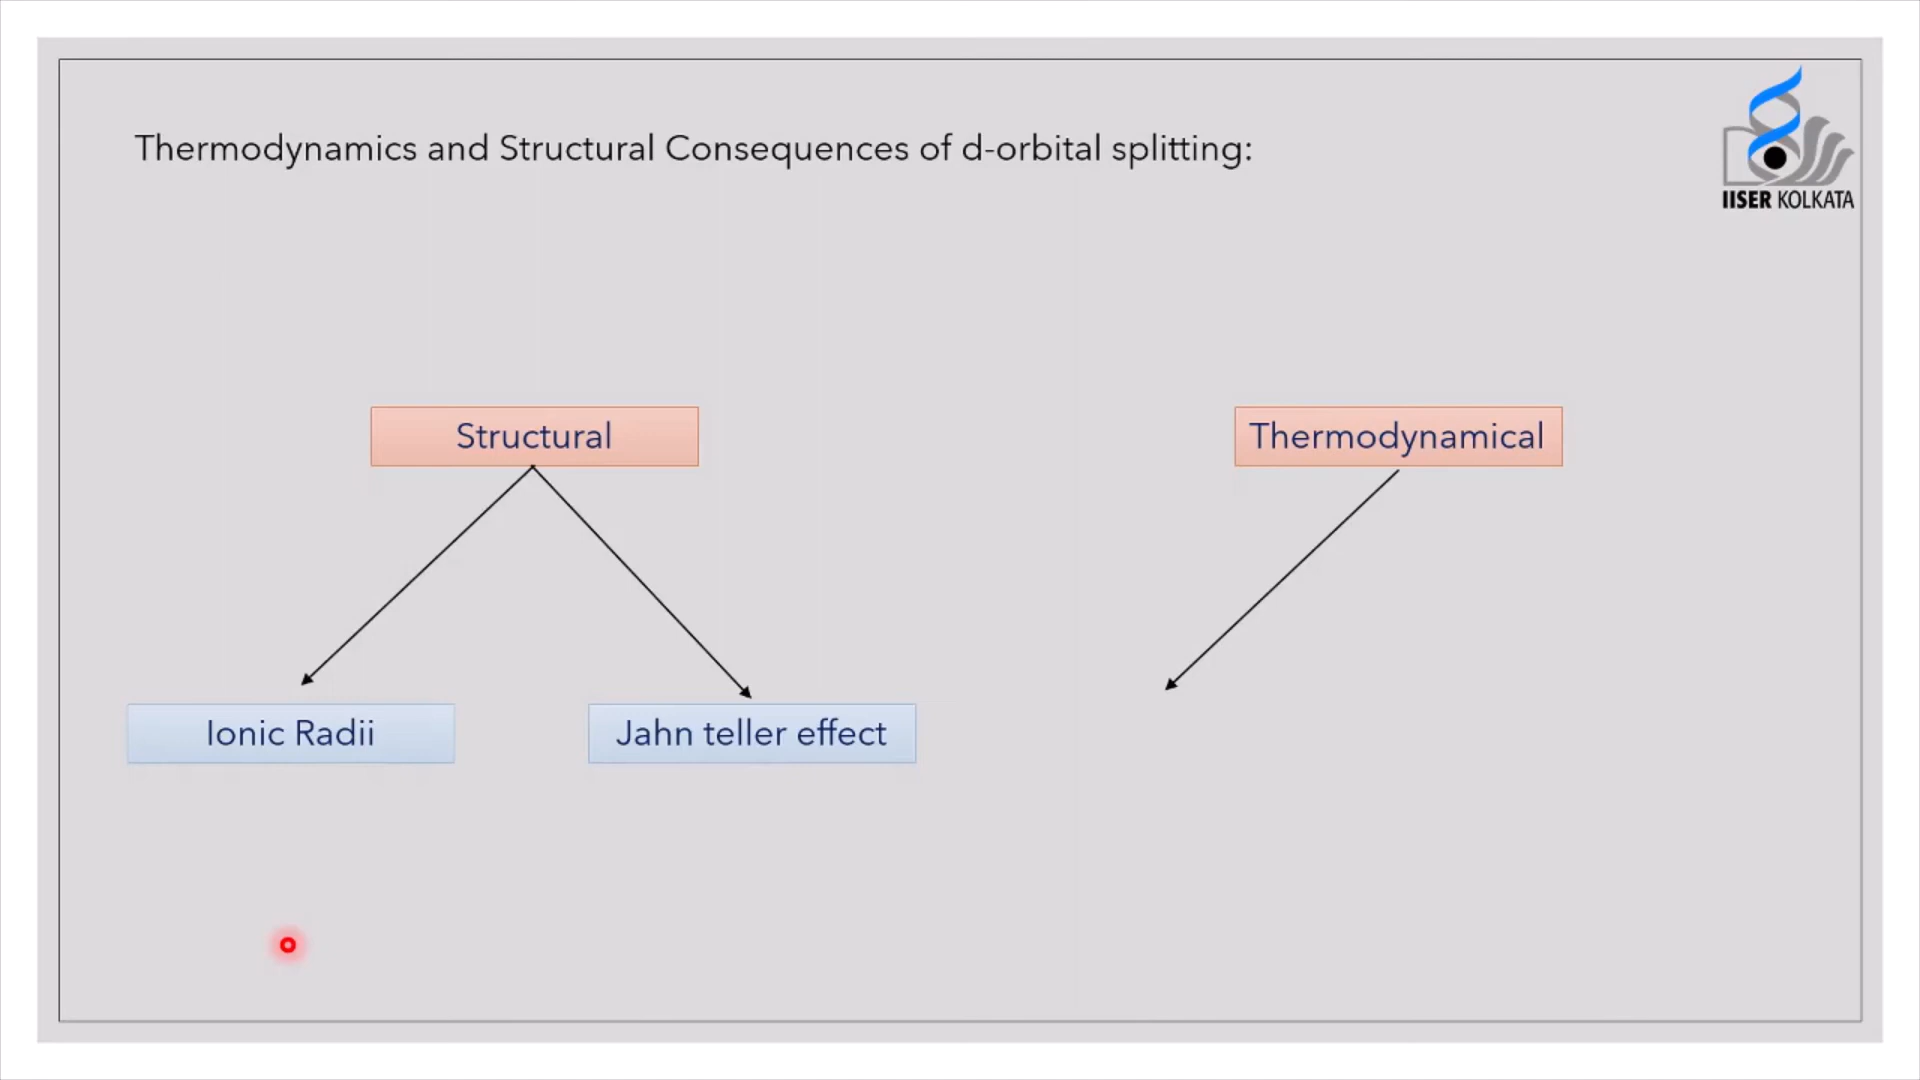 Thermodynamics and Structural Consequences of d-orbital splitting:
IISER KOLKATA
Structural
Thermodynamical
Ionic Radii
Jahn teller effect